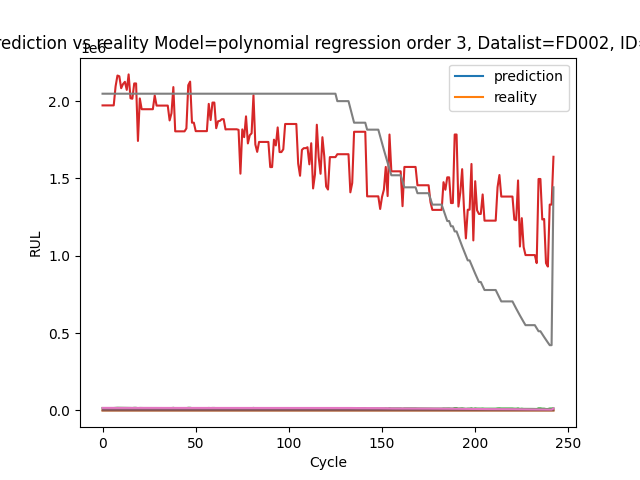 rediction vs reality Model=polynomial regression order 3, Datalist=FD002, ID=
1e6
prediction
reality
2.0
1.5
1.0
0.5
0.0
RUL
0 50 100 150 200 250
Cycle